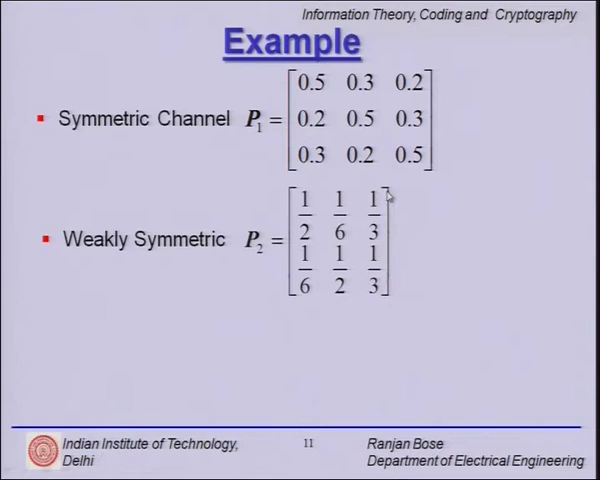 Information Theory, Coding and Cryptography
Example
▪ Symmetric Channel P₁ = [0.5 0.3 0.2
0.2 0.5 0.3
0.3 0.2 0.5]
▪ Weakly Symmetric P₂ = [1/2 1/6 1/3
1/6 1/2 1/3]
Indian Institute of Technology, 11 Ranjan Bose
Delhi Department of Electrical Engineering